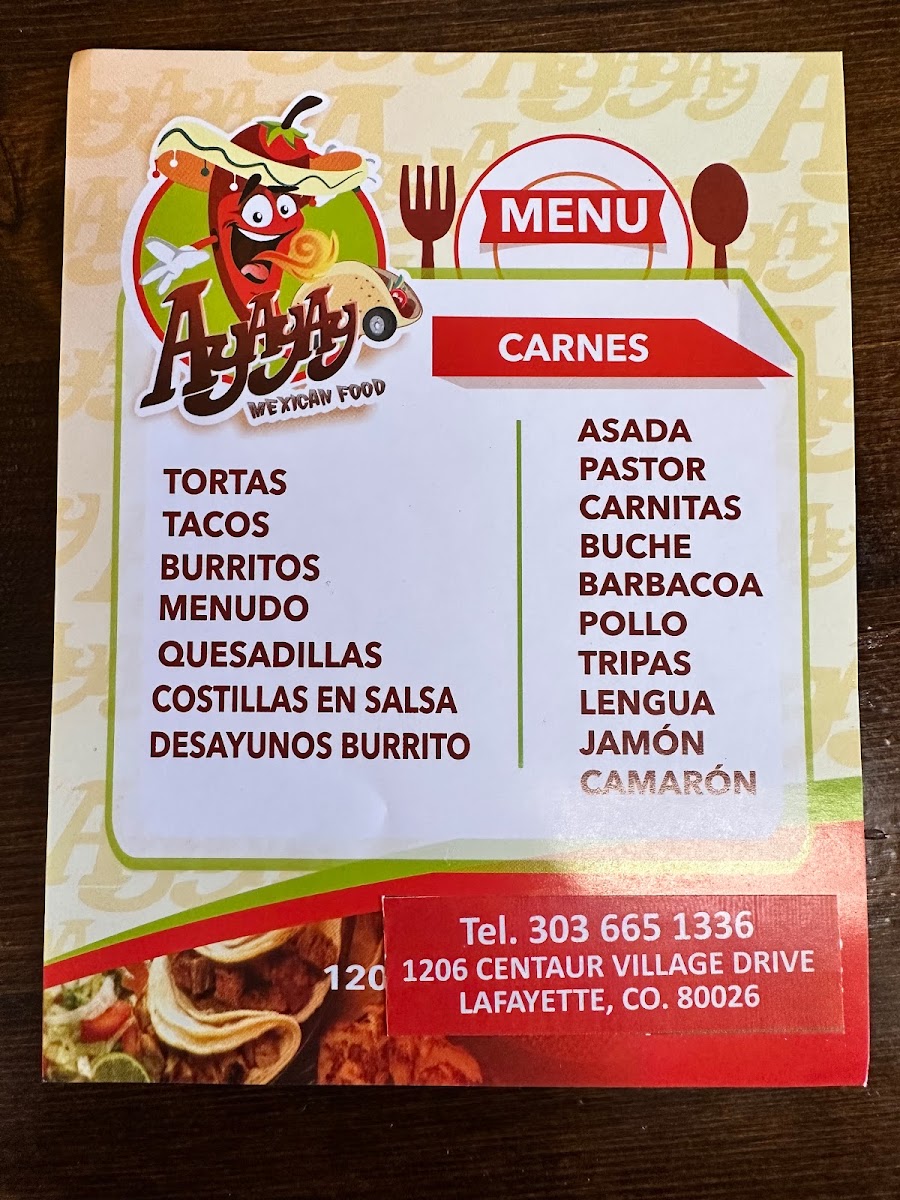 MENU
AyAyAy
MEXICAN FOOD
CARNES
TORTAS
TACOS
BURRITOS
MENUDO
QUESADILLAS
COSTILLAS EN SALSA
DESAYUNOS BURRITO
ASADA
PASTOR
CARNITAS
BUCHE
BARBACOA
POLLO
TRIPAS
LENGUA
JAMÓN
CAMARÓN
Tel. 303 665 1336
120
1206 CENTAUR VILLAGE DRIVE
LAFAYETTE, CO. 80026